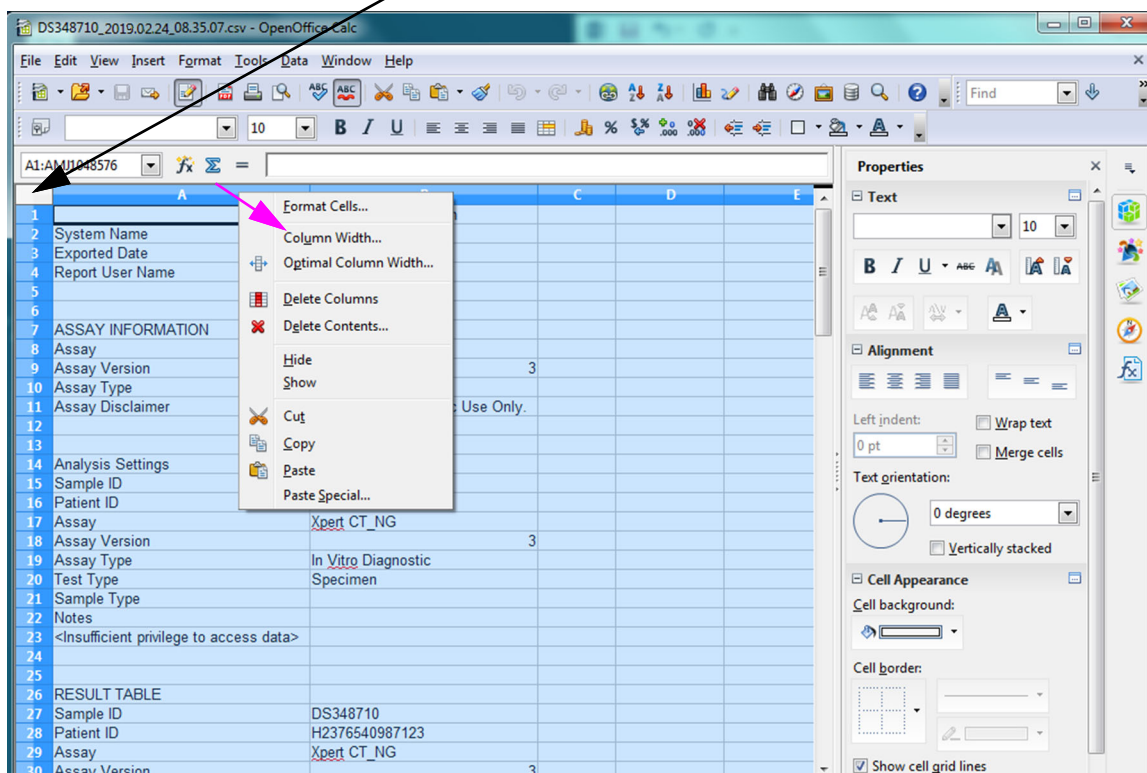 DS348710_2019.02.24_08.35.07.csv - OpenOffice Calc
File Edit View Insert Format Tools Data Window Help
Find
10 B I U
A1:AMJ1048576
A B C D E
1
2 System Name
3 Exported Date
4 Report User Name
5
6
7 ASSAY INFORMATION
8 Assay
9 Assay Version 3
10 Assay Type
11 Assay Disclaimer Use Only.
12
13
14 Analysis Settings
15 Sample ID
16 Patient ID
17 Assay Xpert CT_NG
18 Assay Version 3
19 Assay Type In Vitro Diagnostic
20 Test Type Specimen
21 Sample Type
22 Notes
23 <Insufficient privilege to access data>
24
25
26 RESULT TABLE
27 Sample ID DS348710
28 Patient ID H2376540987123
29 Assay Xpert CT_NG
30 Assay Version 3
Format Cells...
Column Width...
Optimal Column Width...
Delete Columns
Delete Contents...
Hide
Show
Cut
Copy
Paste
Paste Special...
Properties
Text
10
B I U ABC
Alignment
Left indent:
0 pt
Wrap text
Merge cells
Text orientation:
0 degrees
Vertically stacked
Cell Appearance
Cell background:
Cell border:
Show cell grid lines